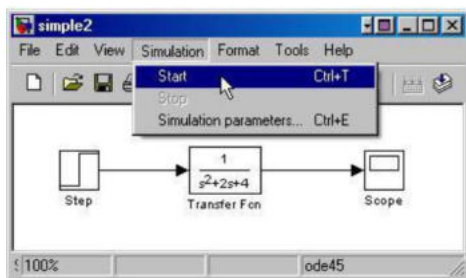 simple2
File Edit View Simulation Format Tools Help
Start Ctrl+T
Stop
Simulation parameters... Ctrl+E
1
s²+2s+4
Step
Transfer Fcn
Scope
100%
ode45